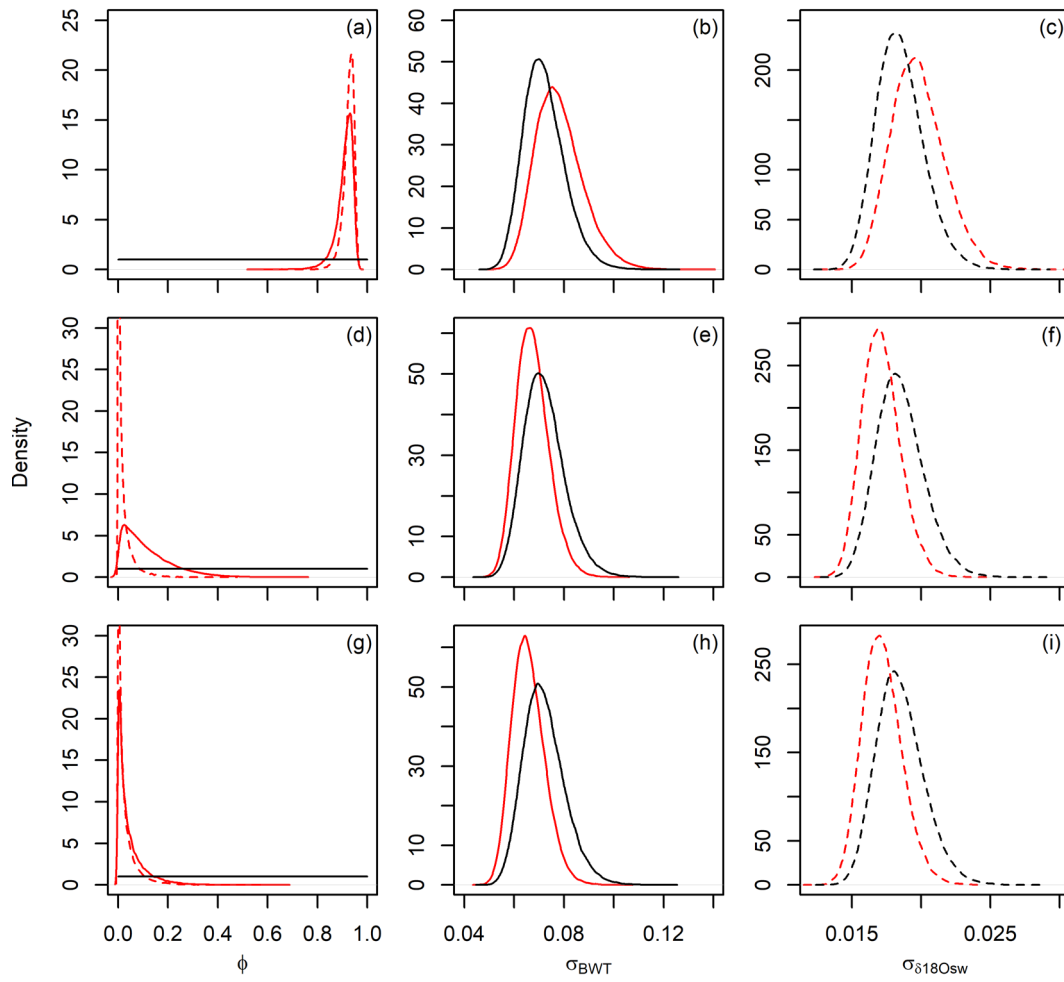 (a)
0 5 10 15 20 25
(b)
0 10 20 30 40 50 60
(c)
0 50 100 200
(d)
0 5 10 15 20 25 30
(e)
0 10 30 50
(f)
0 50 150 250
Density
(g)
0 5 10 15 20 25 30
0.0 0.2 0.4 0.6 0.8 1.0
ϕ
(h)
0 10 30 50
0.04 0.08 0.12
σBWT
(i)
0 50 150 250
0.015 0.025
σδ18Osw